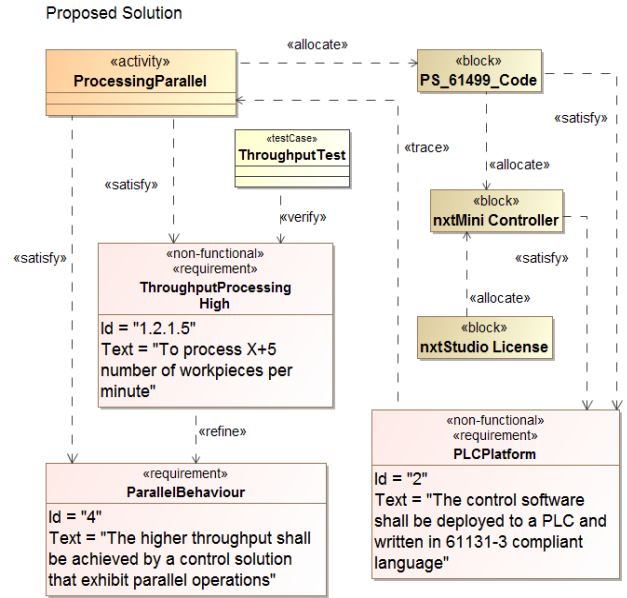 Proposed Solution
«activity»
ProcessingParallel
«allocate»
«block»
PS_61499_Code
«satisfy»
«trace»
«testCase»
ThroughputTest
«allocate»
«satisfy»
«block»
nxtMini Controller
«verify»
«satisfy»
«non-functional»
«requirement»
ThroughputProcessing
High
Id = "1.2.1.5"
Text = "To process X+5
number of workpieces per
minute"
«satisfy»
«allocate»
«block»
nxtStudio License
«refine»
«non-functional»
«requirement»
PLCPlatform
Id = "2"
Text = "The control software
shall be deployed to a PLC and
written in 61131-3 compliant
language"
«requirement»
ParallelBehaviour
Id = "4"
Text = "The higher throughput shall
be achieved by a control solution
that exhibit parallel operations"